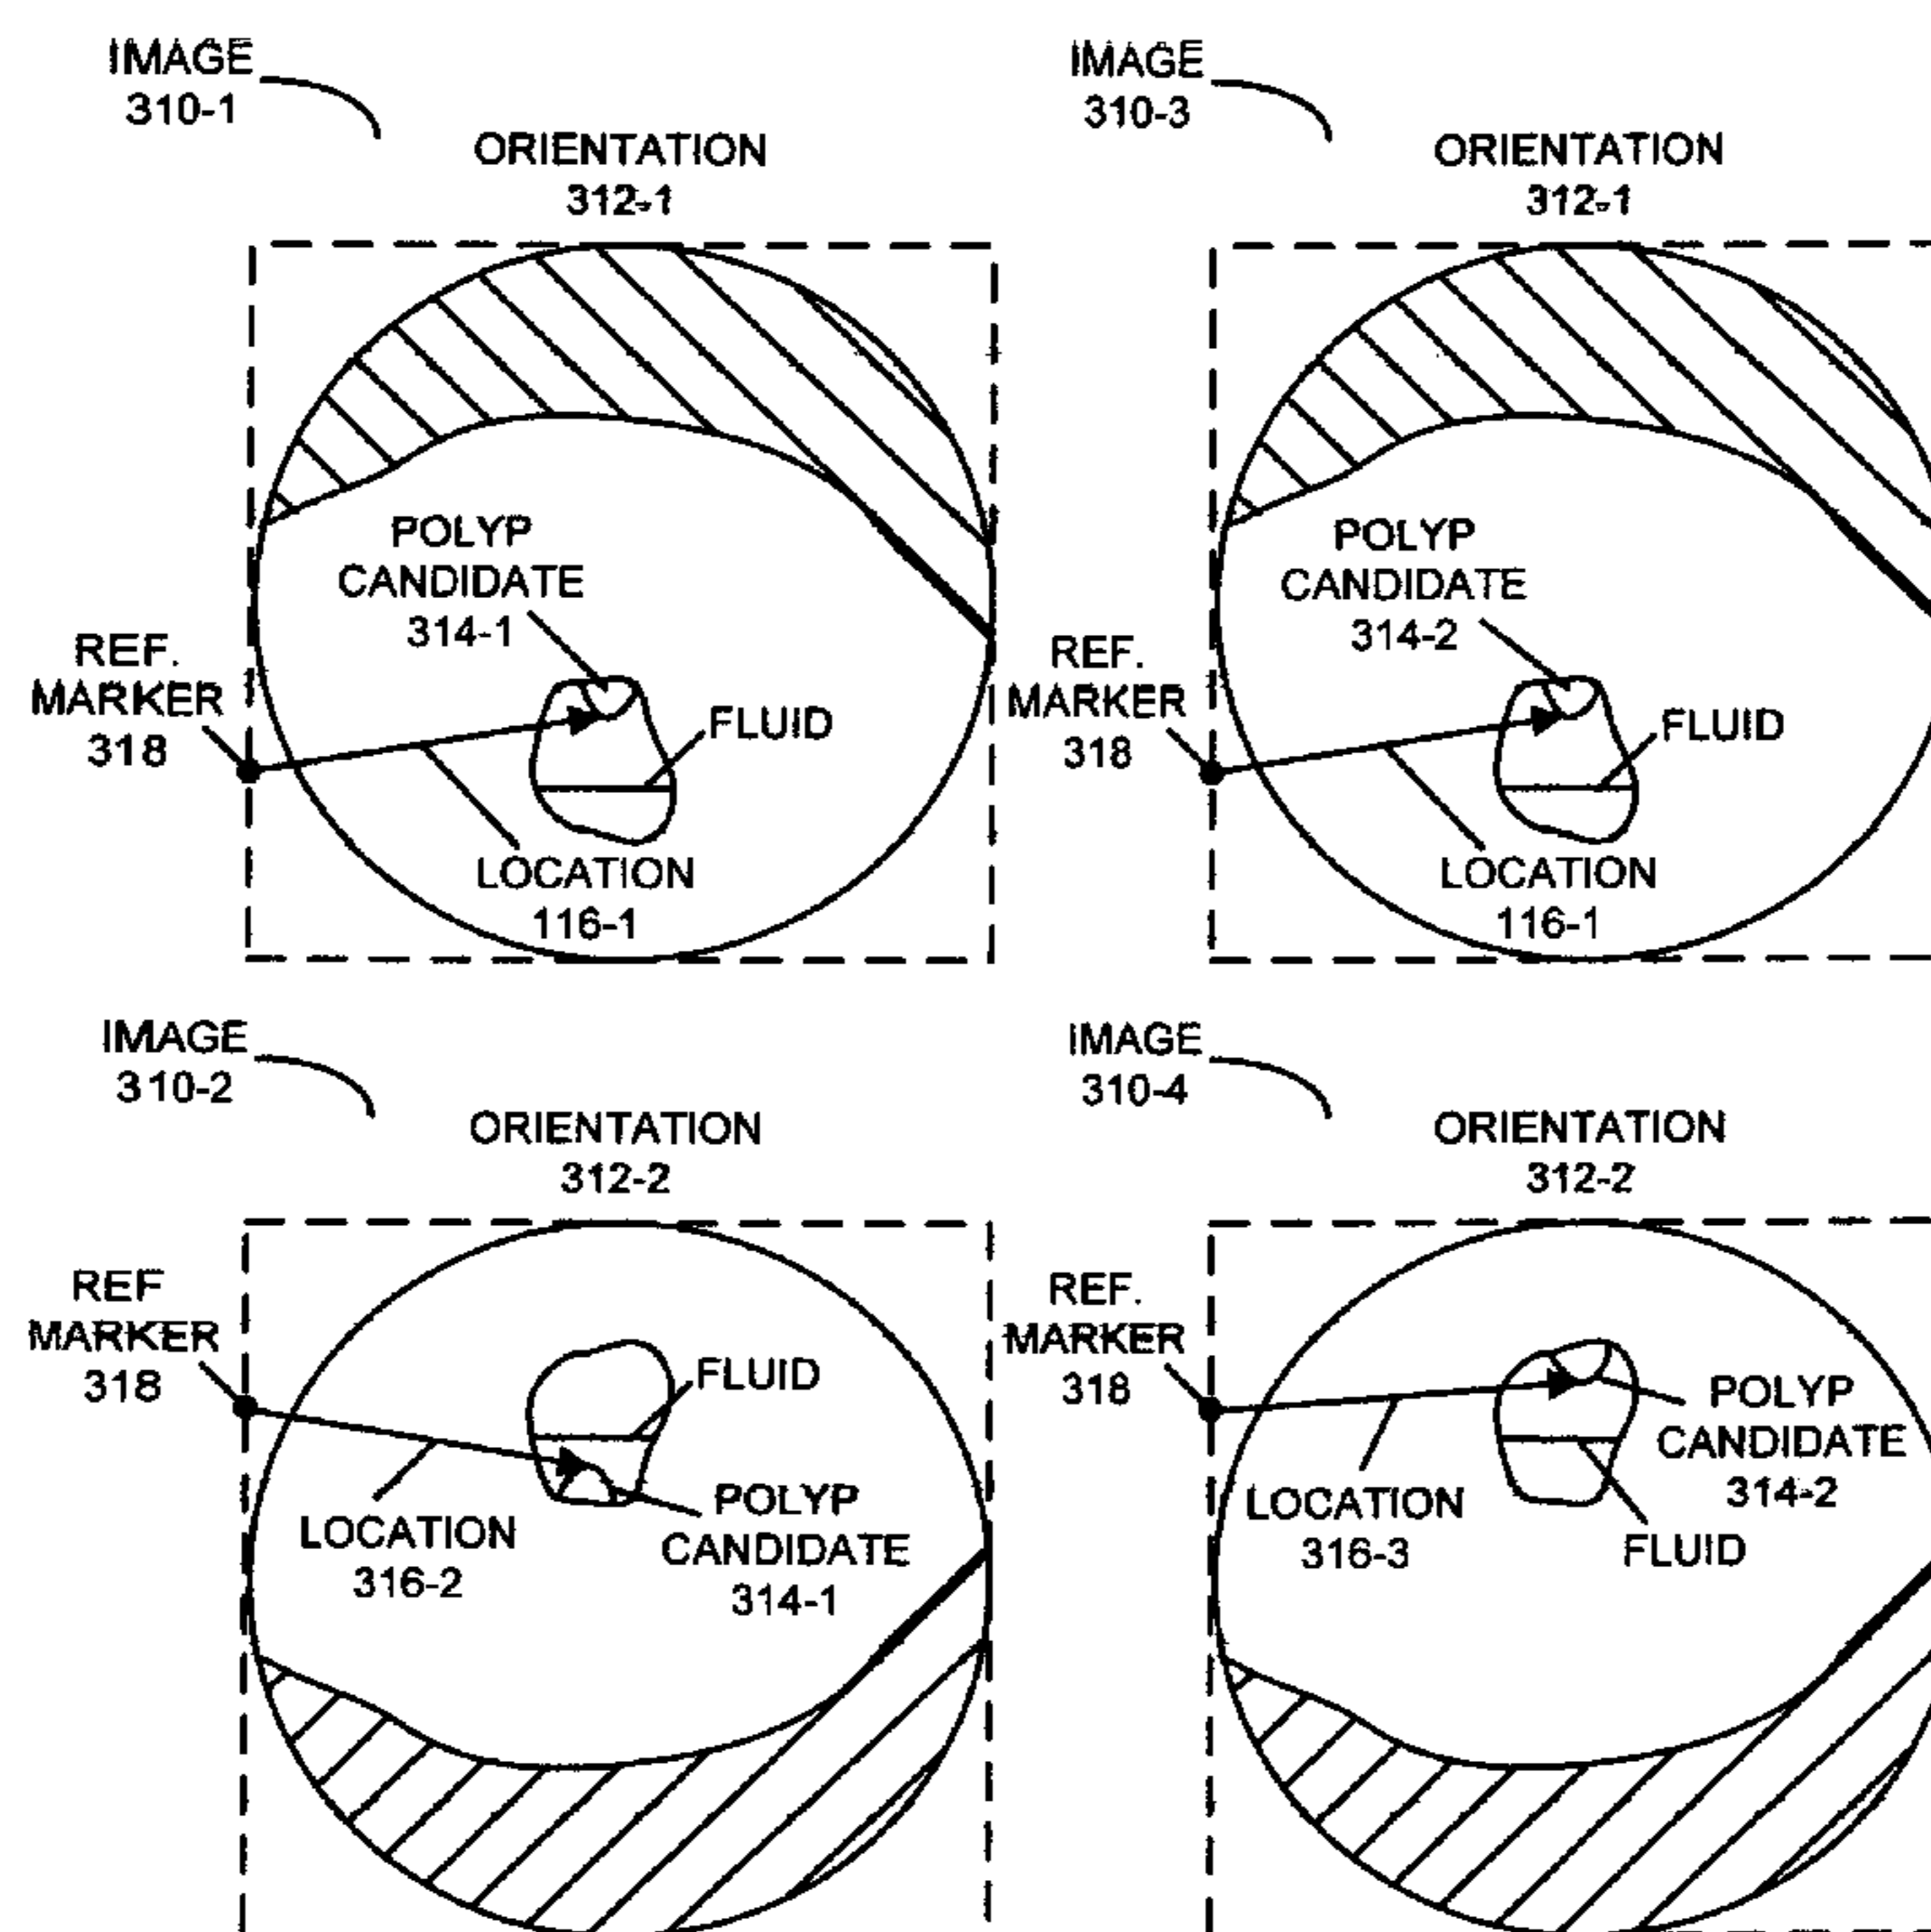 IMAGE
310-1
ORIENTATION
312-1
POLYP
CANDIDATE
314-1
REF.
MARKER
318
FLUID
LOCATION
116-1
IMAGE
310-3
ORIENTATION
312-1
POLYP
CANDIDATE
314-2
REF.
MARKER
318
FLUID
LOCATION
116-1
IMAGE
310-2
ORIENTATION
312-2
REF
MARKER
318
FLUID
LOCATION
316-2
POLYP
CANDIDATE
314-1
IMAGE
310-4
ORIENTATION
312-2
REF.
MARKER
318
POLYP
CANDIDATE
314-2
LOCATION
316-3
FLUID